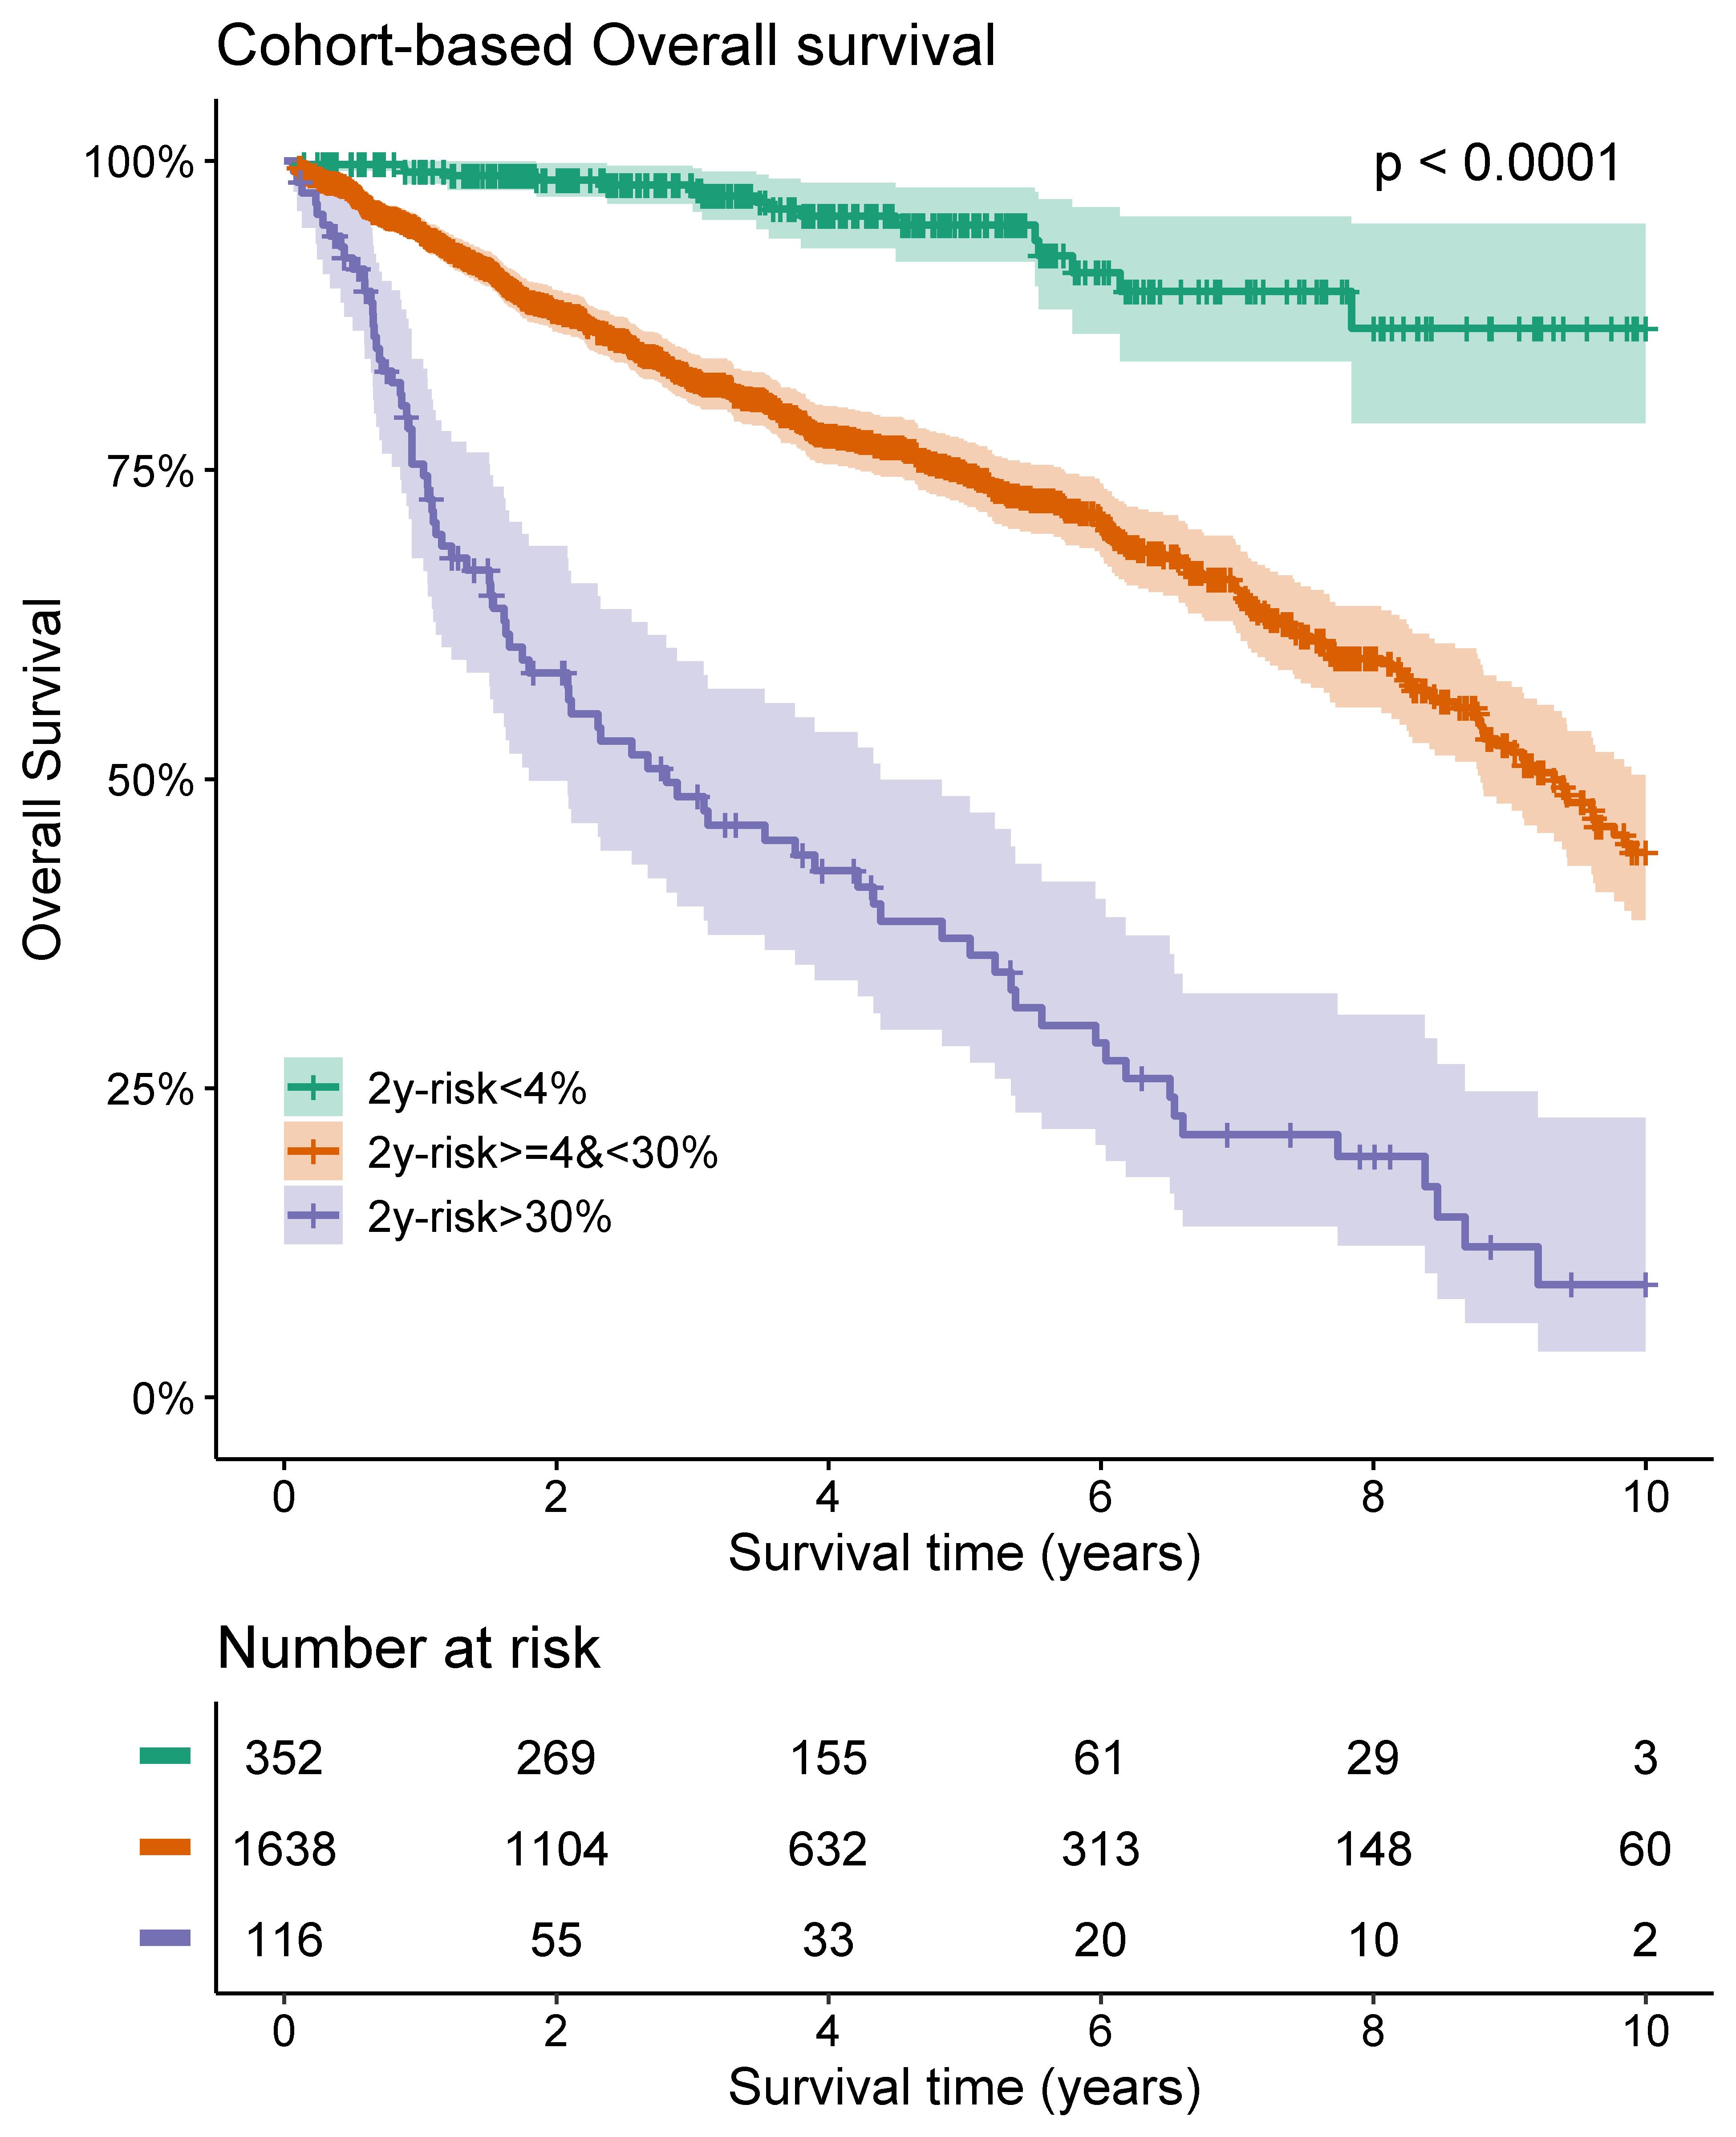 Cohort-based Overall survival
p < 0.0001
100%
75%
50%
25%
0%
Overall Survival
2y-risk<4%
2y-risk>=4&<30%
2y-risk>30%
0 2 4 6 8 10
Survival time (years)
Number at risk
352 269 155 61 29 3
1638 1104 632 313 148 60
116 55 33 20 10 2
0 2 4 6 8 10
Survival time (years)